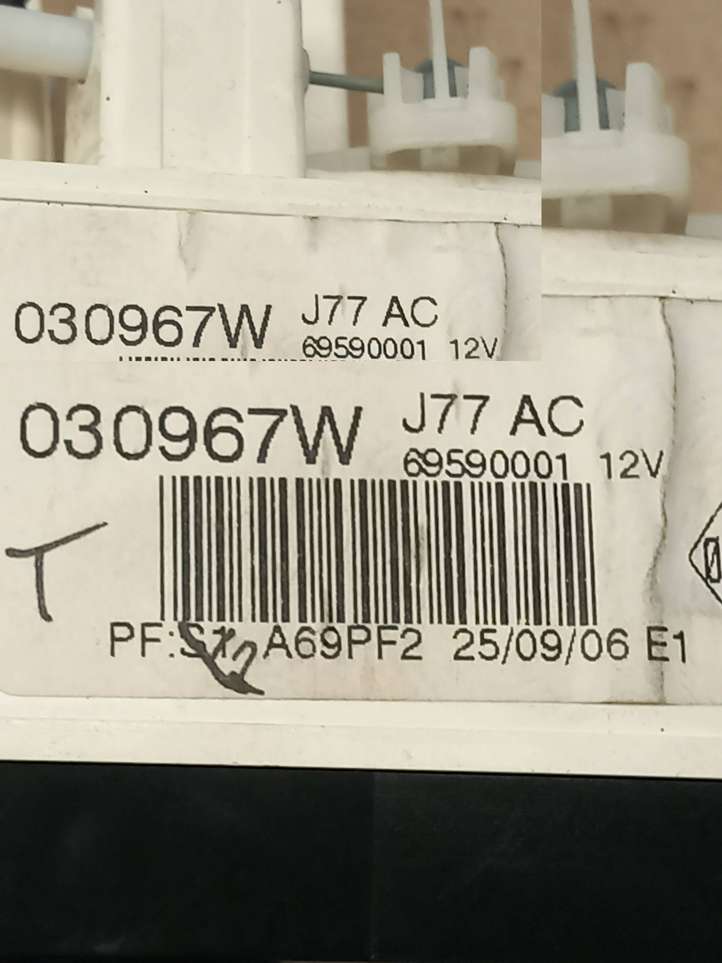 030967W J77 AC
69590001 12V
030967W J77 AC
69590001 12V
T
PF: A69PF2 25/09/06 E1